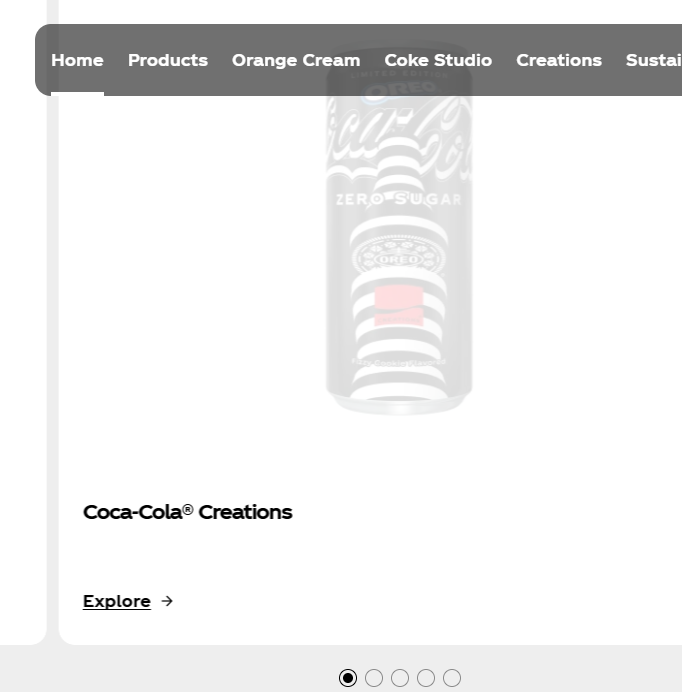 Home Products Orange Cream Coke Studio Creations Sustai
LIMITED EDITION
OREO
Coca-Cola
ZERO SUGAR
OREO
Coca-Cola® Creations
Explore →